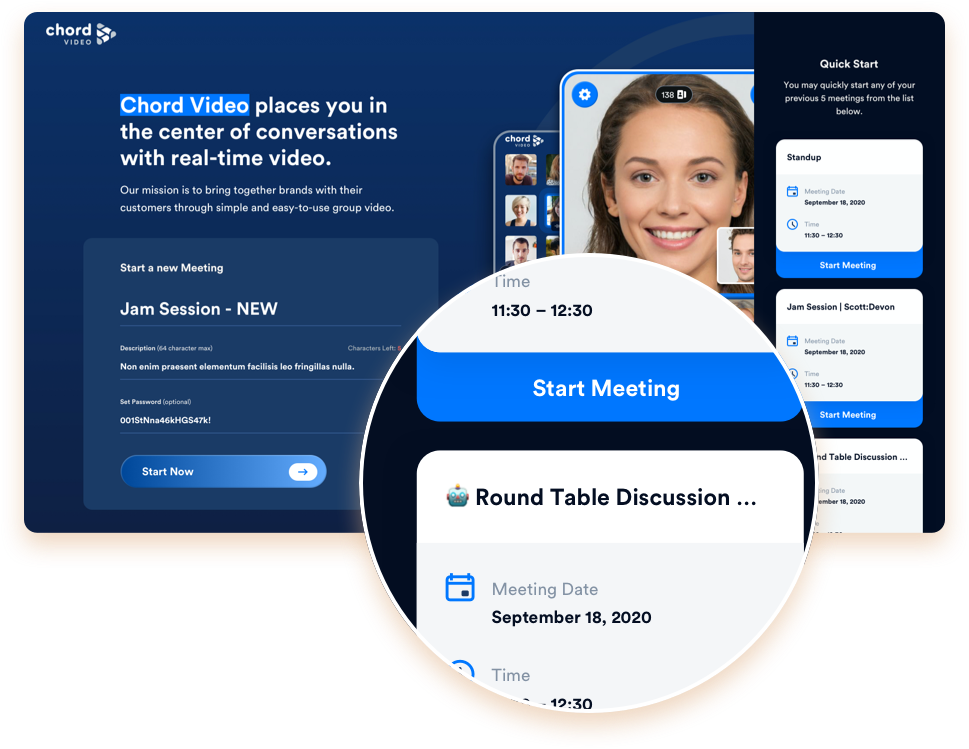 chord
VIDEO
Chord Video places you in
the center of conversations
with real-time video.
Our mission is to bring together brands with their
customers through simple and easy-to-use group video.
Start a new Meeting
Jam Session - NEW
Description (64 character max)
Characters Left:
Non enim praesent elementum facilisis leo fringillas nulla.
Set Password (optional)
001StNna46kHGS47k!
Start Now
chord
VIDEO
138
Quick Start
You may quickly start any of your
previous 5 meetings from the list
below.
Standup
Meeting Date
September 18, 2020
Time
11:30 – 12:30
Start Meeting
Jam Session | Scott:Devon
Meeting Date
September 18, 2020
Time
11:30 – 12:30
Start Meeting
Table Discussion ...
Date
18, 2020
Time
11:30 – 12:30
Start Meeting
🤖 Round Table Discussion ...
Meeting Date
September 18, 2020
Time
– 12:30